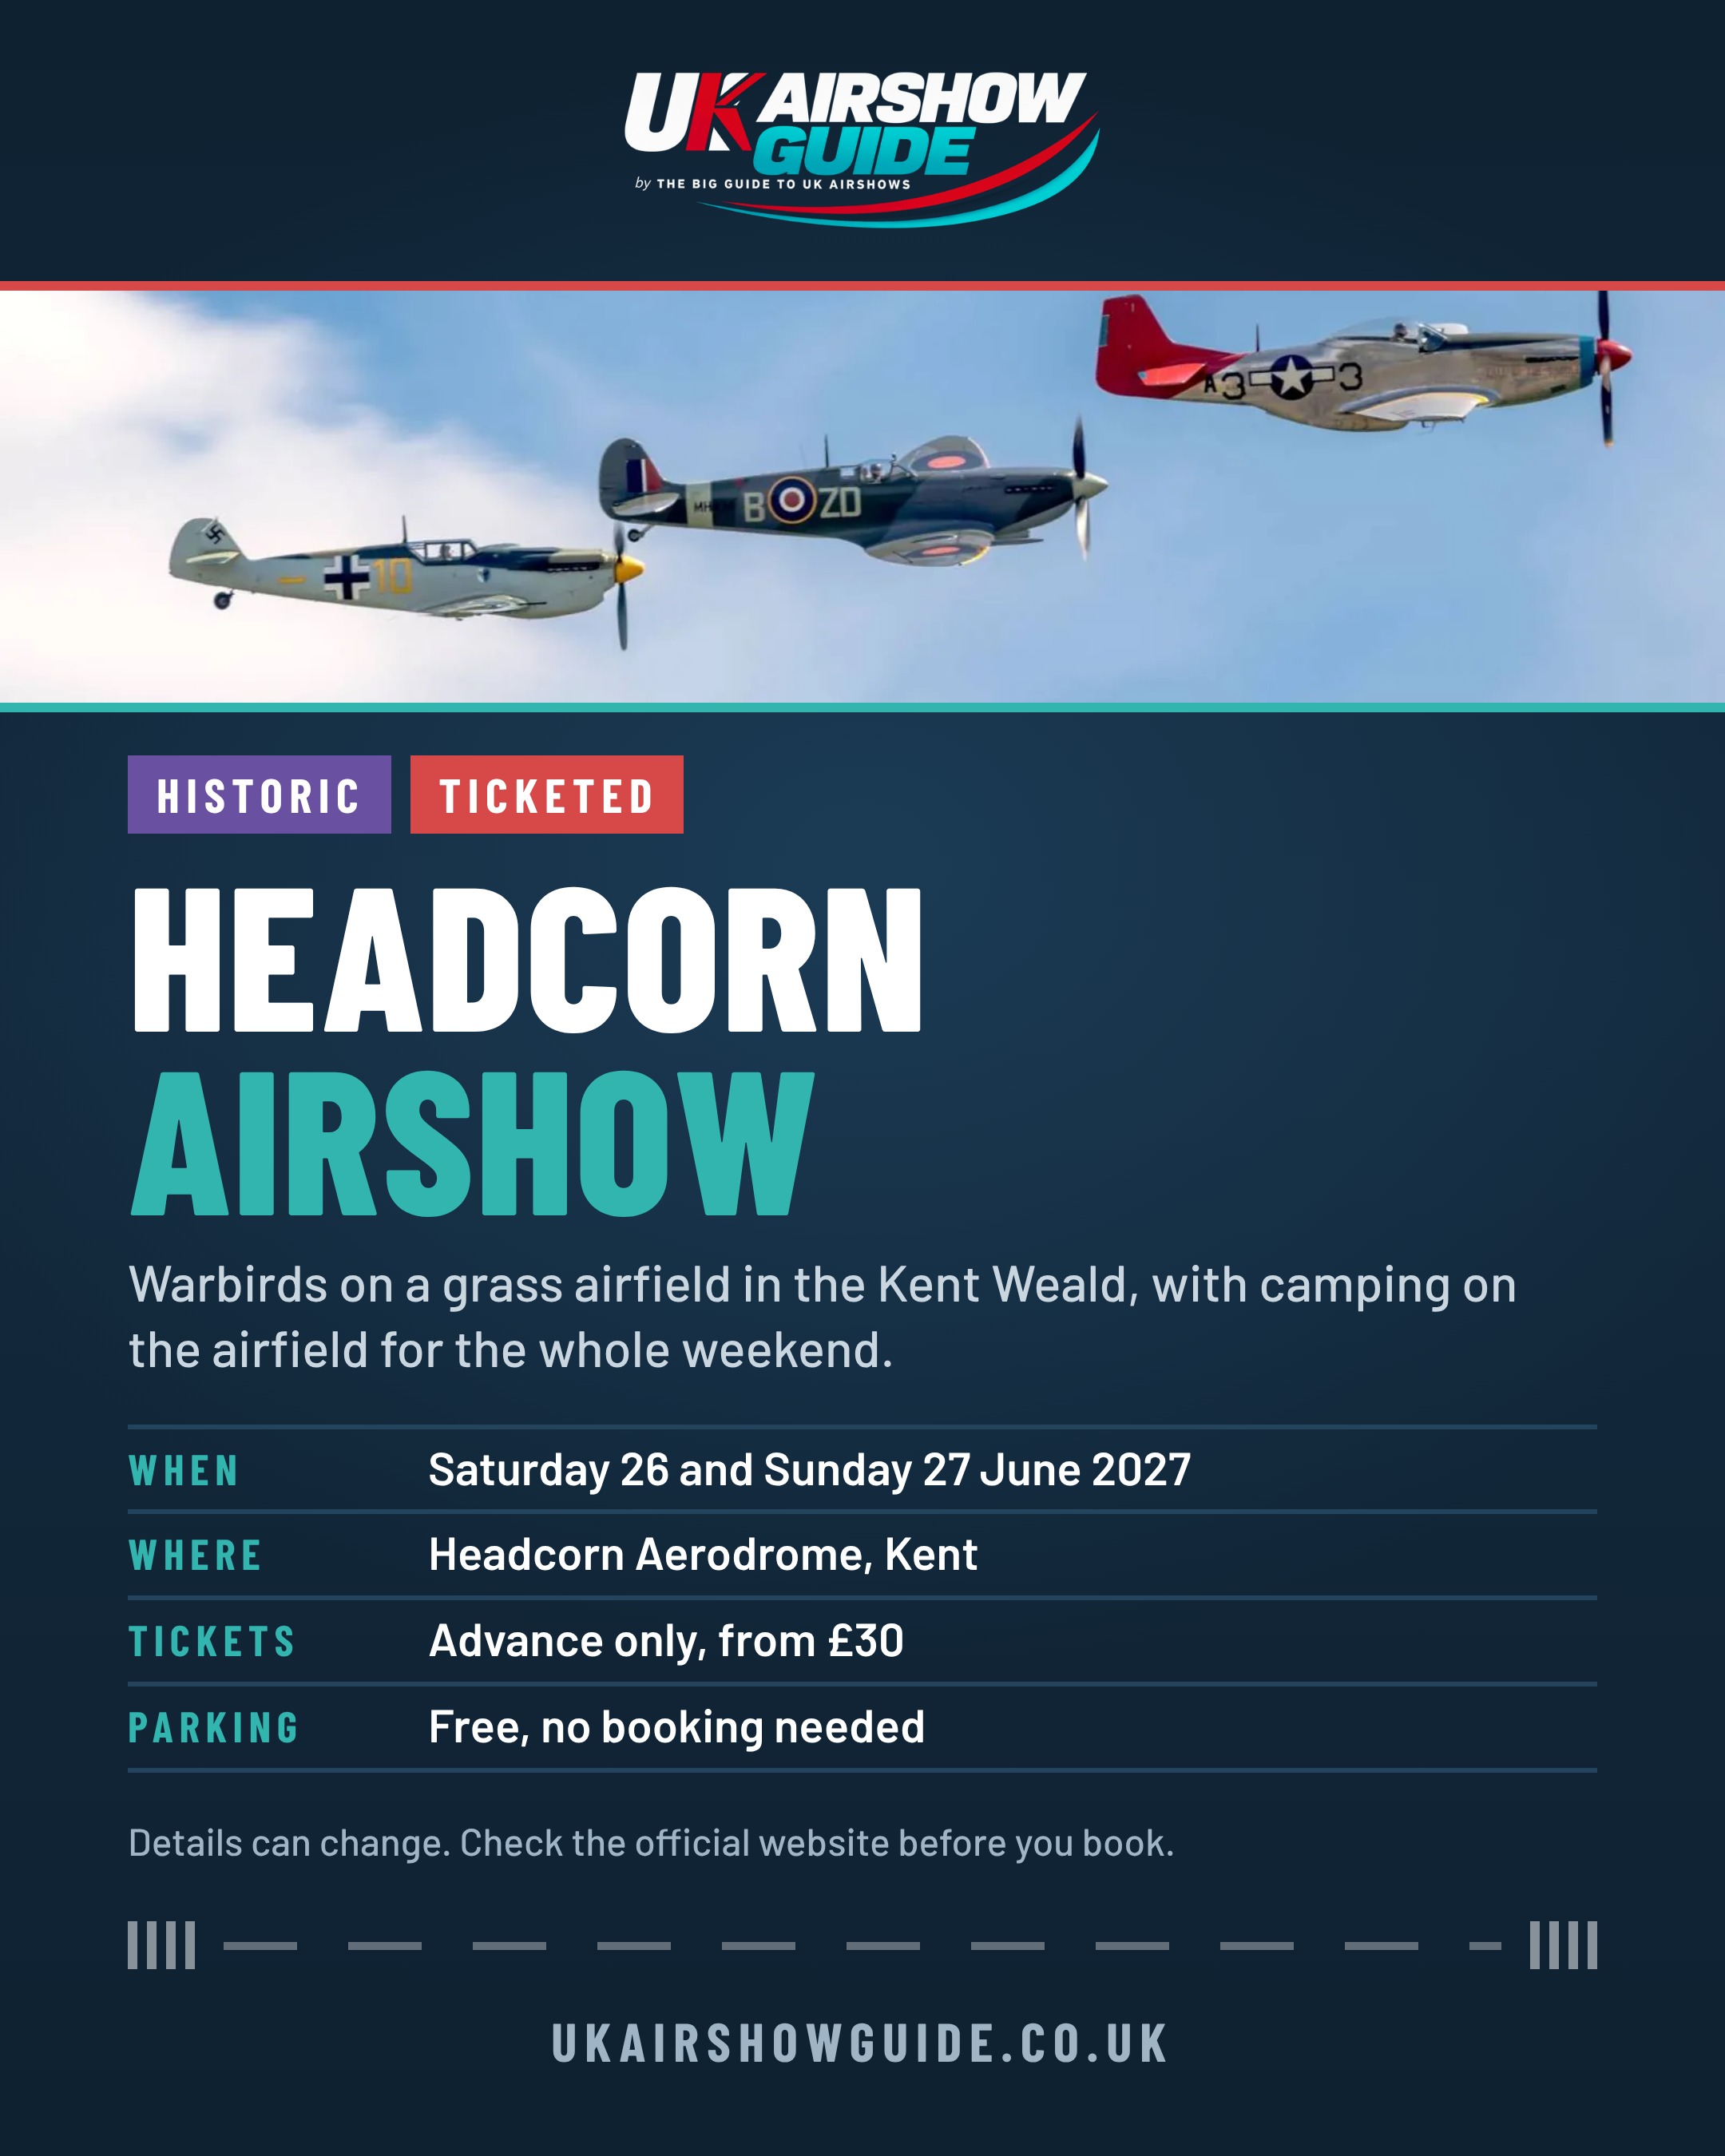 UK AIRSHOW
GUIDE
by THE BIG GUIDE TO UK AIRSHOWS
A3 3
B ZD
10
HISTORIC TICKETED
HEADCORN
AIRSHOW
Warbirds on a grass airfield in the Kent Weald, with camping on
the airfield for the whole weekend.
WHEN Saturday 26 and Sunday 27 June 2027
WHERE Headcorn Aerodrome, Kent
TICKETS Advance only, from £30
PARKING Free, no booking needed
Details can change. Check the official website before you book.
UKAIRSHOWGUIDE.CO.UK